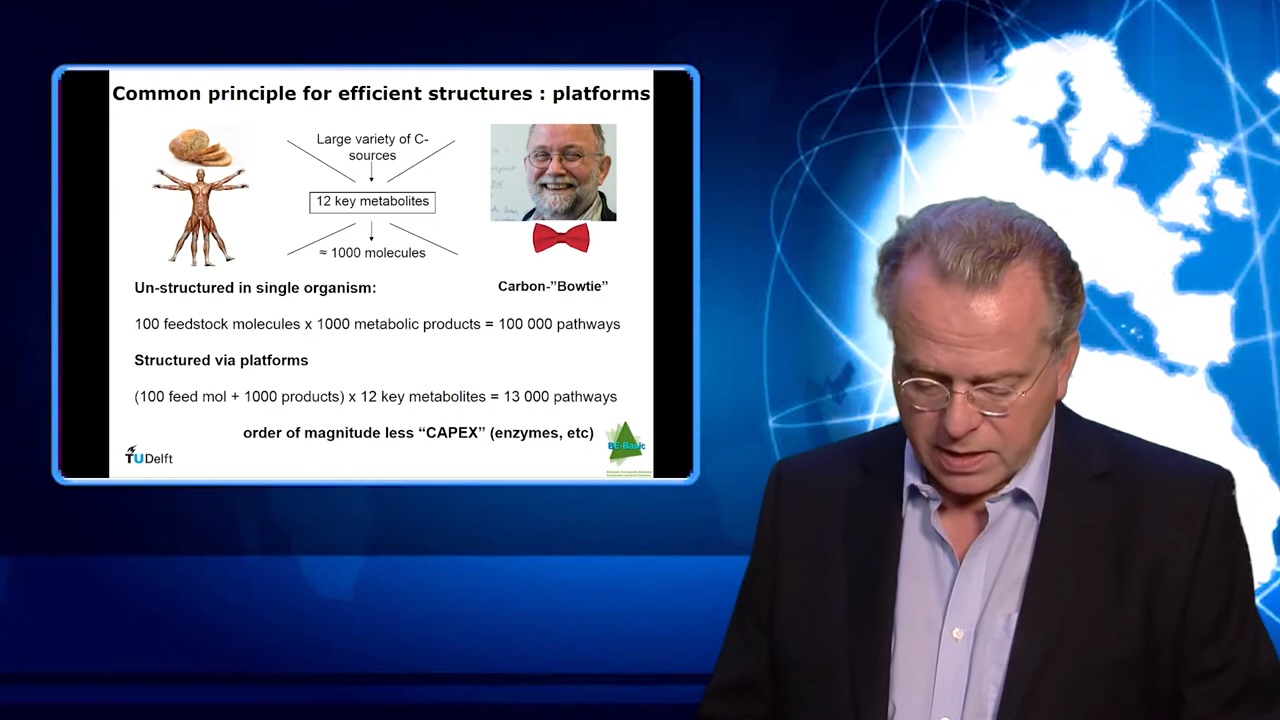 Common principle for efficient structures : platforms
Large variety of C-
sources
12 key metabolites
≈ 1000 molecules
Un-structured in single organism:
Carbon-”Bowtie”
100 feedstock molecules x 1000 metabolic products = 100 000 pathways
Structured via platforms
(100 feed mol + 1000 products) x 12 key metabolites = 13 000 pathways
order of magnitude less “CAPEX” (enzymes, etc)
TUDelft
BE-Basic